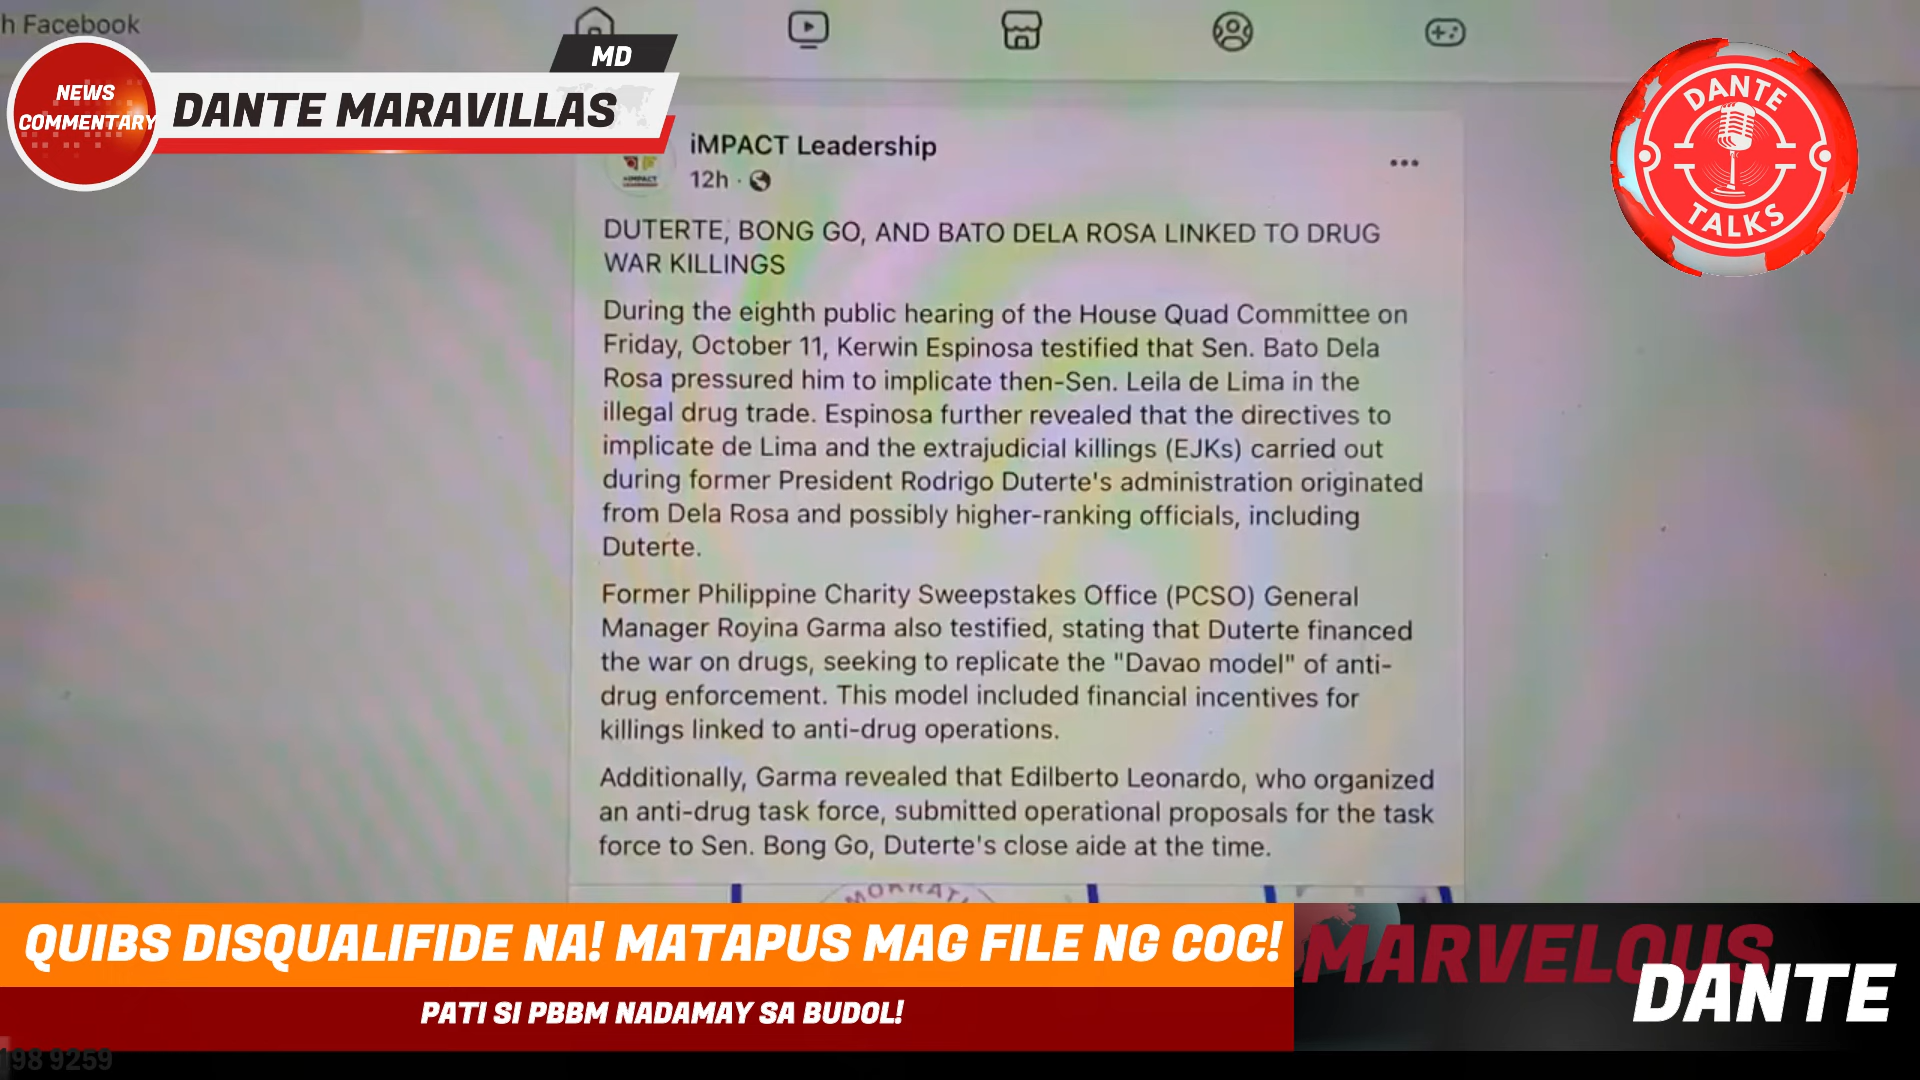 h Facebook
MD
NEWS
COMMENTARY
DANTE MARAVILLAS
DANTE
TALKS
iMPACT Leadership
12h
DUTERTE, BONG GO, AND BATO DELA ROSA LINKED TO DRUG
WAR KILLINGS
During the eighth public hearing of the House Quad Committee on
Friday, October 11, Kerwin Espinosa testified that Sen. Bato Dela
Rosa pressured him to implicate then-Sen. Leila de Lima in the
illegal drug trade. Espinosa further revealed that the directives to
implicate de Lima and the extrajudicial killings (EJKs) carried out
during former President Rodrigo Duterte's administration originated
from Dela Rosa and possibly higher-ranking officials, including
Duterte.
Former Philippine Charity Sweepstakes Office (PCSO) General
Manager Royina Garma also testified, stating that Duterte financed
the war on drugs, seeking to replicate the "Davao model" of anti-
drug enforcement. This model included financial incentives for
killings linked to anti-drug operations.
Additionally, Garma revealed that Edilberto Leonardo, who organized
an anti-drug task force, submitted operational proposals for the task
force to Sen. Bong Go, Duterte's close aide at the time.
QUIBS DISQUALIFIDE NA! MATAPUS MAG FILE NG COC!
PATI SI PBBM NADAMAY SA BUDOL!
MARVELOUS
DANTE
198 9259